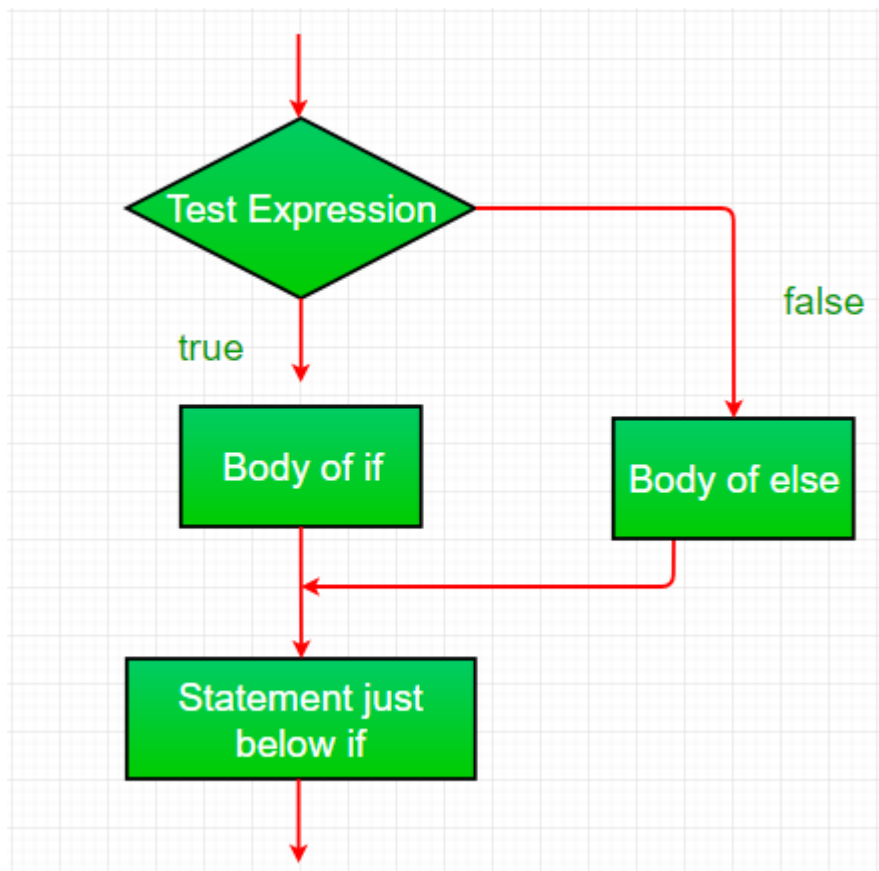 Test Expression
false
true
Body of if
Body of else
Statement just
below if